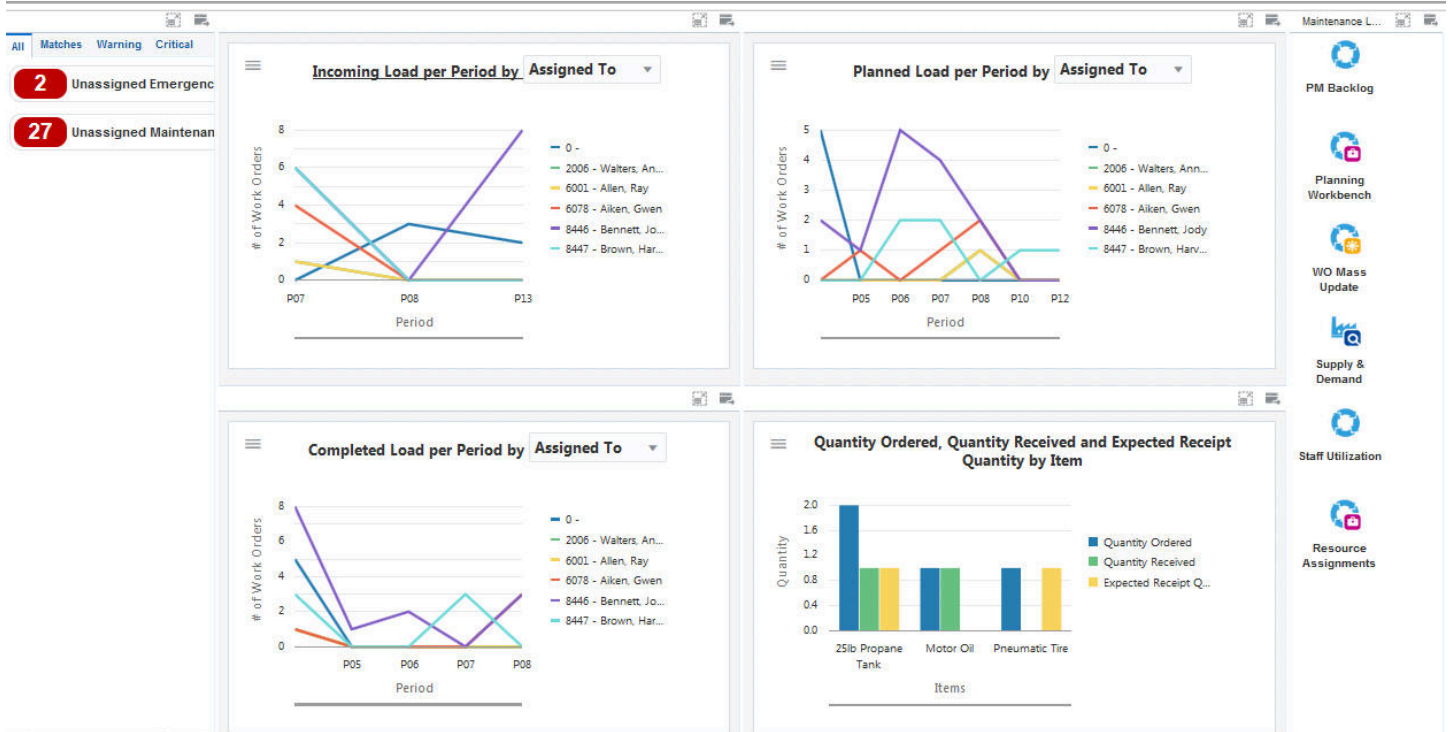 Maintenance L...
All Matches Warning Critical
2 Unassigned Emergenc
27 Unassigned Maintenan
Incoming Load per Period by Assigned To
# of Work Orders
8
6
4
2
0
P07 P08 P13
Period
0 -
2006 - Walters, An...
6001 - Allen, Ray
6078 - Aiken, Gwen
8446 - Bennett, Jo...
8447 - Brown, Har...
Planned Load per Period by Assigned To
# of Work Orders
5
4
3
2
1
0
P05 P06 P07 P08 P10 P12
Period
0 -
2006 - Walters, Ann...
6001 - Allen, Ray
6078 - Aiken, Gwen
8446 - Bennett, Jody
8447 - Brown, Harv...
Completed Load per Period by Assigned To
# of Work Orders
8
6
4
2
0
P05 P06 P07 P08
Period
0 -
2006 - Walters, An...
6001 - Allen, Ray
6078 - Aiken, Gwen
8446 - Bennett, Jo...
8447 - Brown, Har...
Quantity Ordered, Quantity Received and Expected Receipt
Quantity by Item
Quantity
2.0
1.6
1.2
0.8
0.4
0.0
25lb Propane Motor Oil Pneumatic Tire
Tank
Items
Quantity Ordered
Quantity Received
Expected Receipt Q...
PM Backlog
Planning
Workbench
WO Mass
Update
Supply &
Demand
Staff Utilization
Resource
Assignments